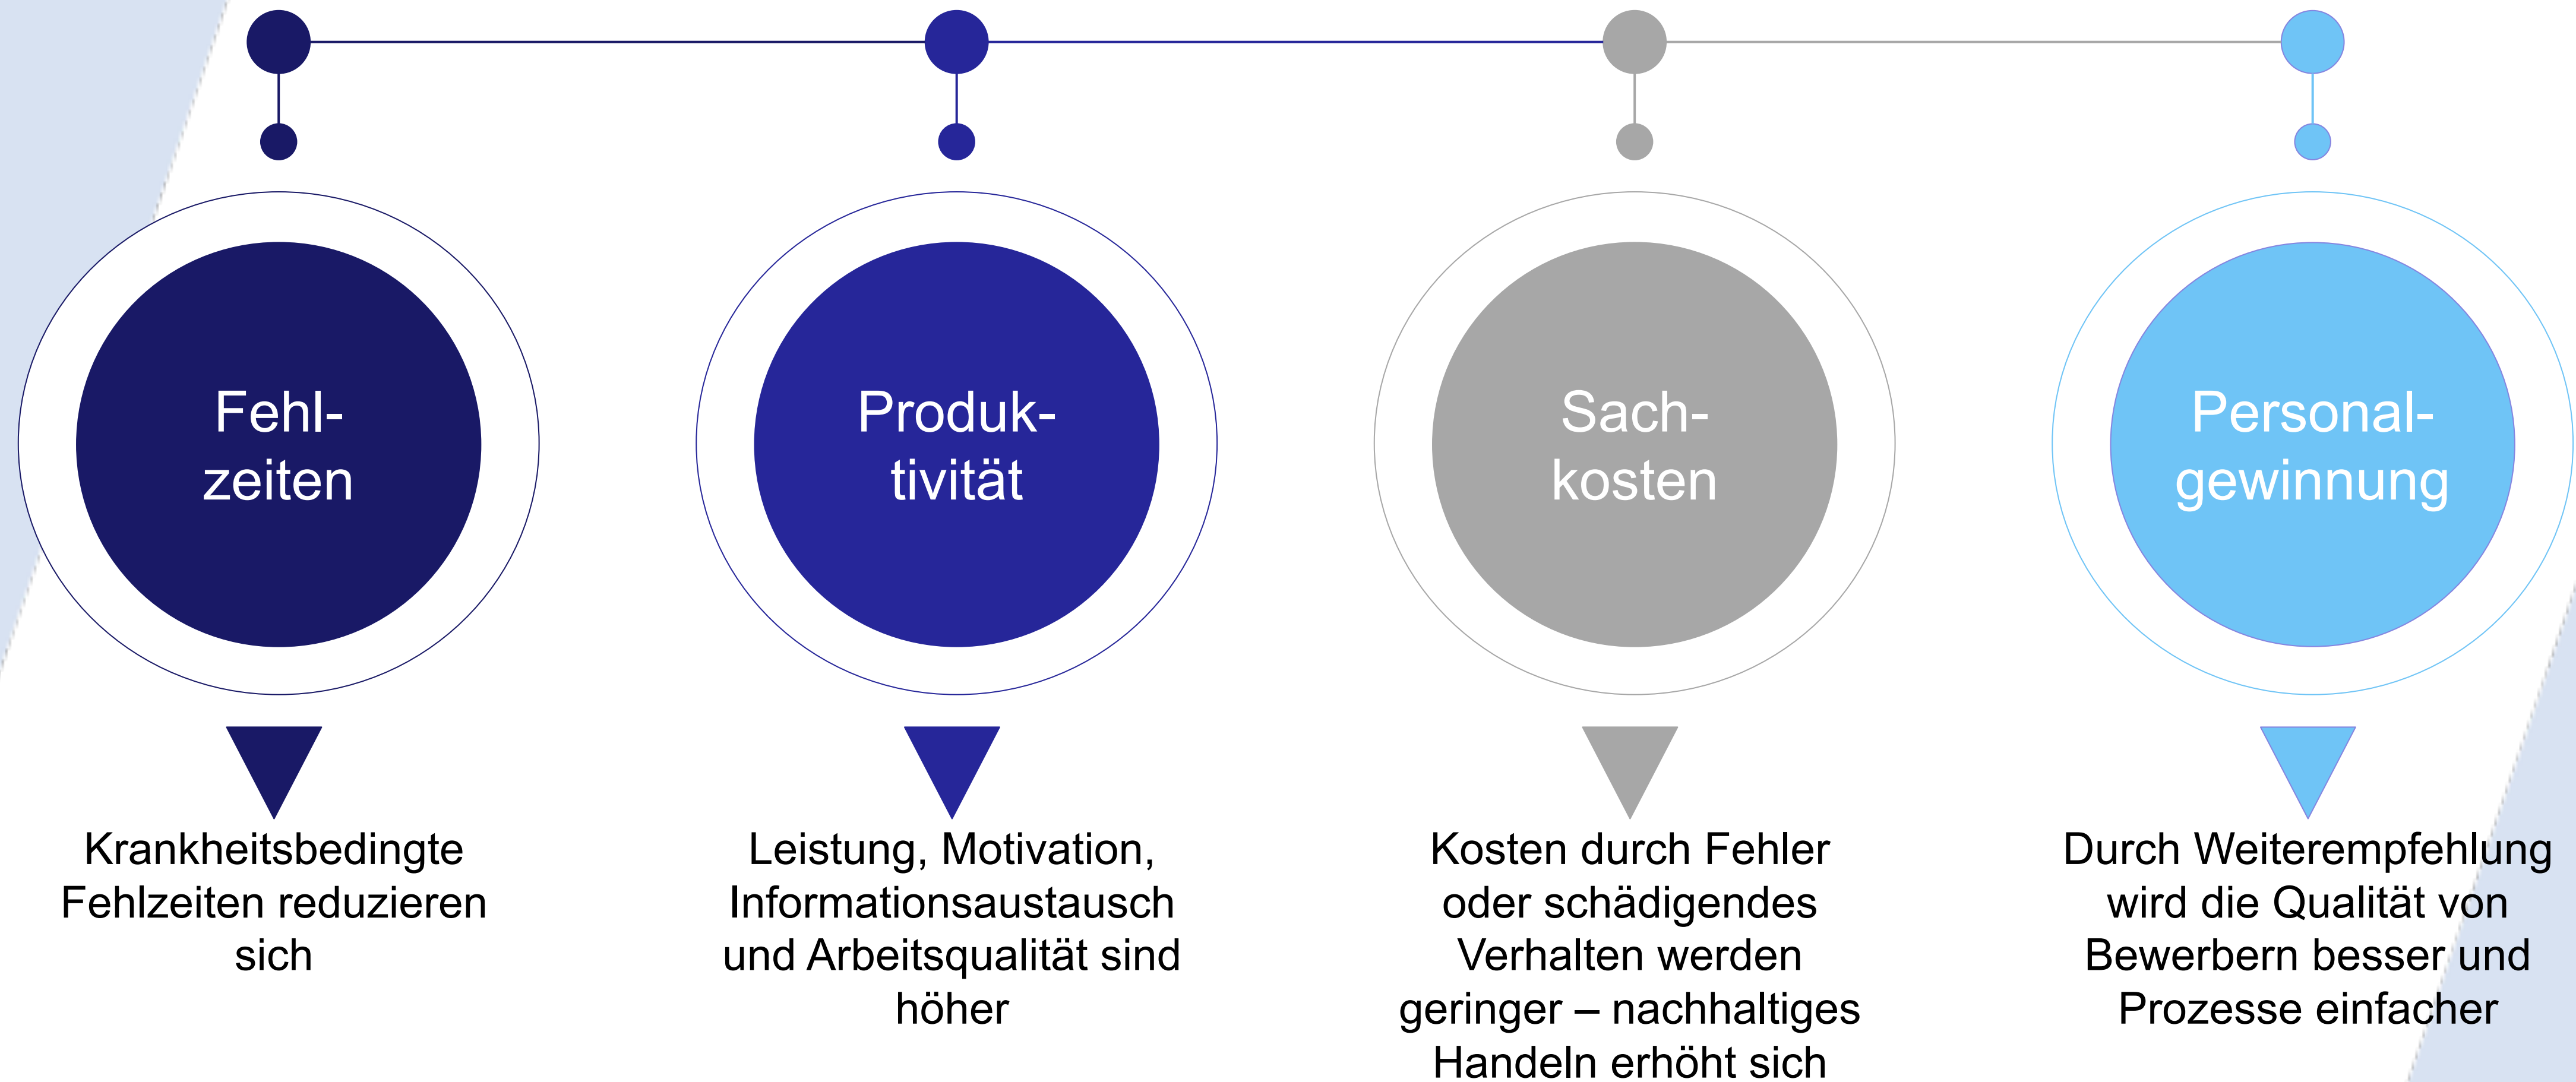 Fehl-
zeiten
Produk-
tivität
Sach-
kosten
Personal-
gewinnung
Krankheitsbedingte
Fehlzeiten reduzieren
sich
Leistung, Motivation,
Informationsaustausch
und Arbeitsqualität sind
höher
Kosten durch Fehler
oder schädigendes
Verhalten werden
geringer – nachhaltiges
Handeln erhöht sich
Durch Weiterempfehlung
wird die Qualität von
Bewerbern besser und
Prozesse einfacher